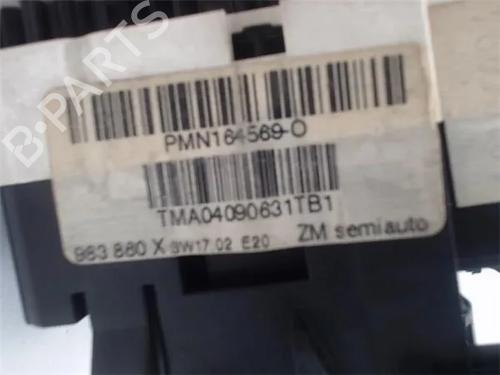 B-PARTS
PMN164569-O
TMA04090631TB1
983 880 X SW17.02 E20 ZM semiauto